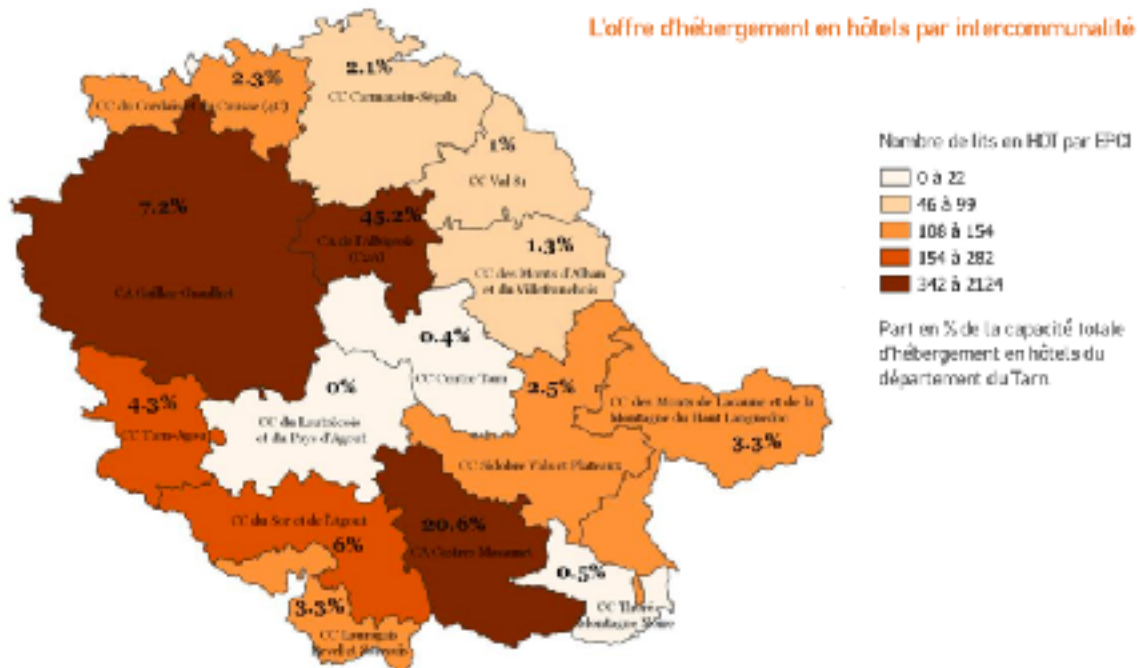 L'offre d'hébergement en hôtels par intercommunalité
2.3%
2.1%
CC Carmausin-Ségala
1%
CC Val 81
7.2%
45.2%
CA de l'Albigeois
(C2A)
1.3%
CC des Monts d'Alban
et du Villefranchois
CA Gaillac-Graulhet
0.4%
CC Centre Tarn
0%
CC du Lautrécois
et du Pays d'Agout
4.3%
CC Tarn-Agout
2.5%
CC des Monts de Lacaune et de la
Montagne du Haut Languedoc
3.3%
CC Sidobre Vals et Plateaux
CC du Sor et de l'Agout
6%
20.6%
CA Castres Mazamet
0.5%
CC Thoré
Montagne Noire
3.3%
CC Lauragais
Revel et Sorézois
Nombre de lits en HOT par EPCI
0 à 22
46 à 99
108 à 154
154 à 282
342 à 2124
Part en % de la capacité totale
d'hébergement en hôtels du
département du Tarn